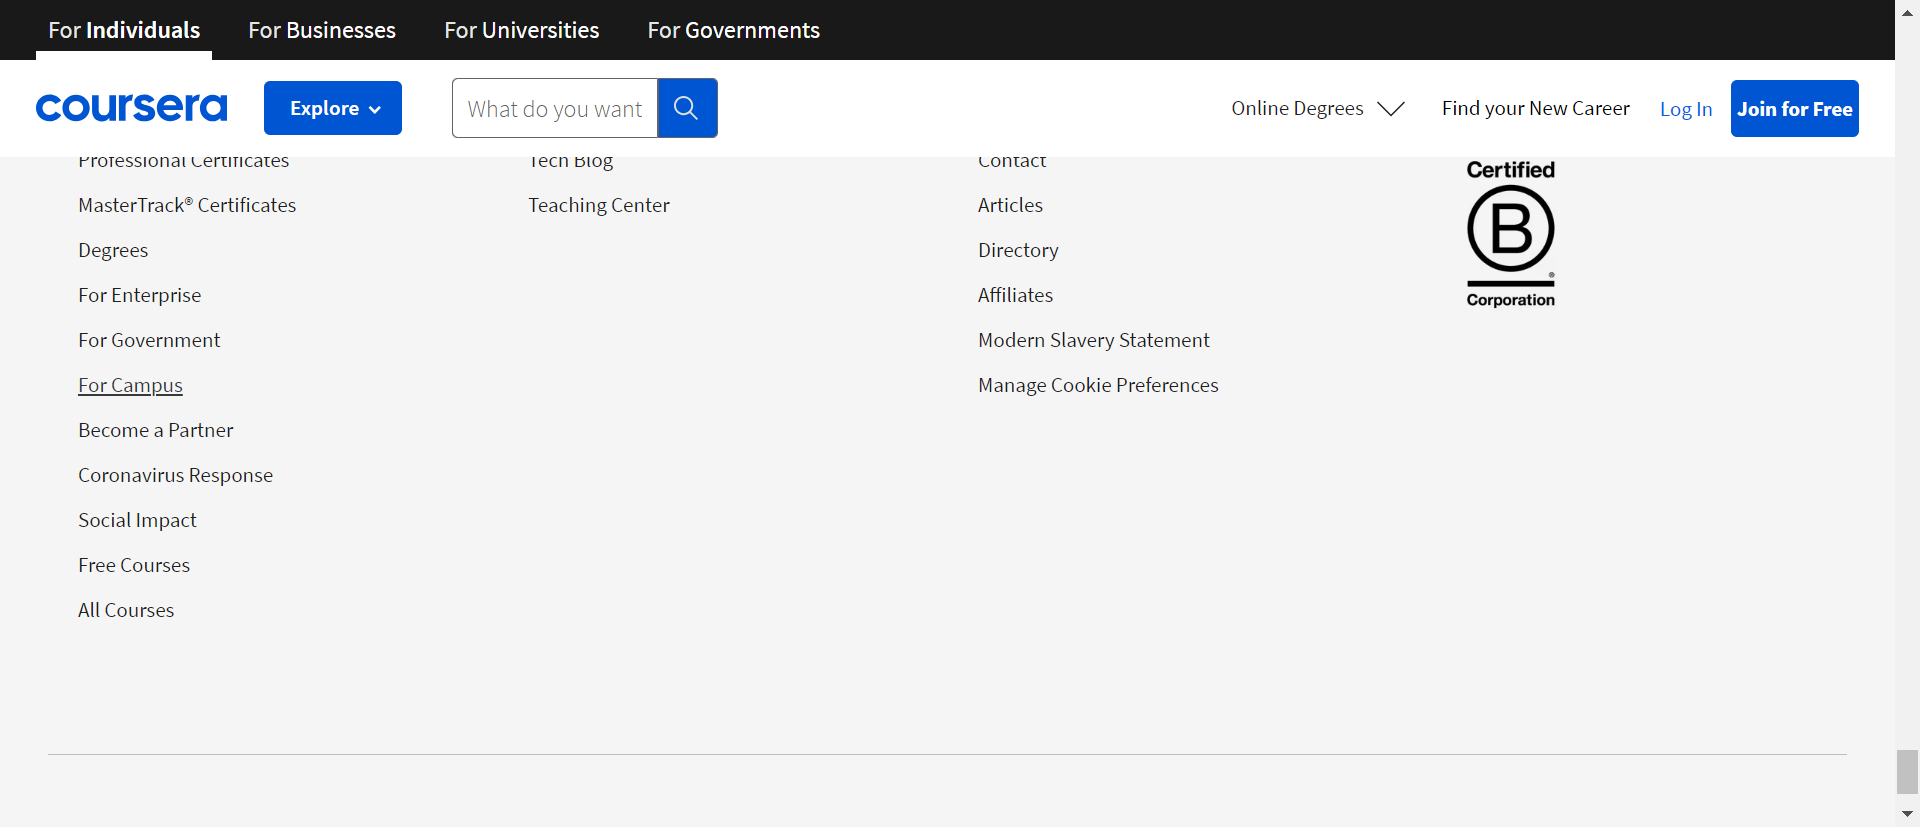 For Individuals For Businesses For Universities For Governments
coursera Explore What do you want Online Degrees Find your New Career Log In Join for Free
Professional Certificates
MasterTrack® Certificates
Degrees
For Enterprise
For Government
For Campus
Become a Partner
Coronavirus Response
Social Impact
Free Courses
All Courses
Tech Blog
Teaching Center
Contact
Articles
Directory
Affiliates
Modern Slavery Statement
Manage Cookie Preferences
Certified
B
®
Corporation